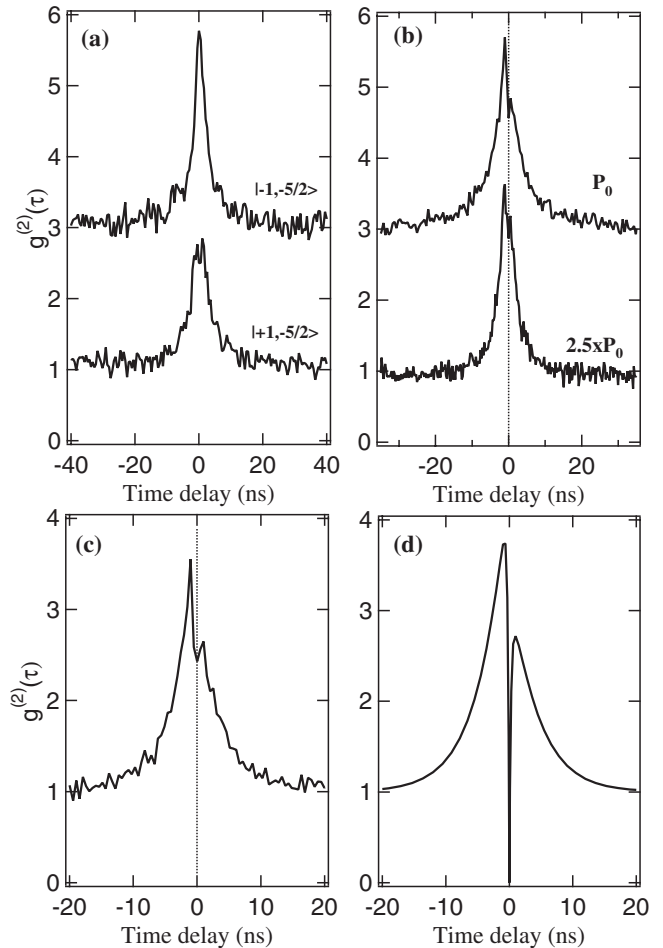 (a)
6
5
4
3
2
1
0
g(2)(τ)
|-1,-5/2>
|+1,-5/2>
-40 -20 0 20 40
Time delay (ns)
(b)
6
5
4
3
2
1
0
P0
2.5xP0
-20 0 20
Time delay (ns)
(c)
4
3
2
1
0
g(2)(τ)
-20 -10 0 10 20
Time delay (ns)
(d)
4
3
2
1
0
-20 -10 0 10 20
Time delay (ns)